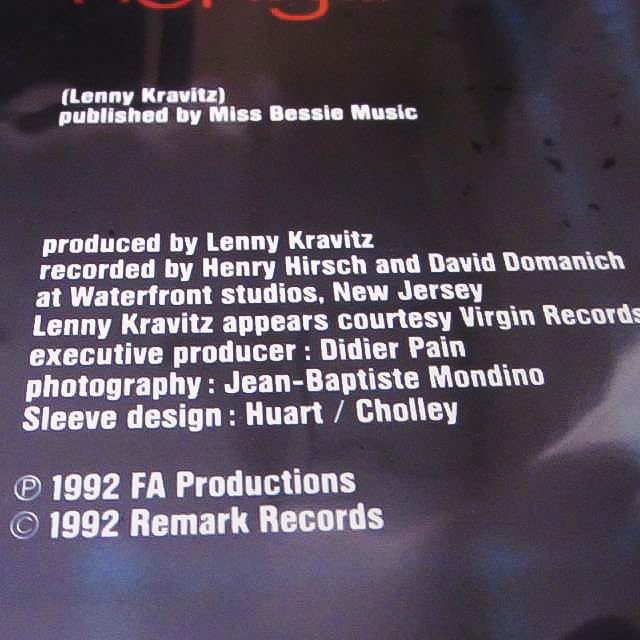 (Lenny Kravitz)
published by Miss Bessie Music
produced by Lenny Kravitz
recorded by Henry Hirsch and David Domanich
at Waterfront studios, New Jersey
Lenny Kravitz appears courtesy Virgin Records
executive producer : Didier Pain
photography : Jean-Baptiste Mondino
Sleeve design : Huart / Cholley
℗ 1992 FA Productions
© 1992 Remark Records